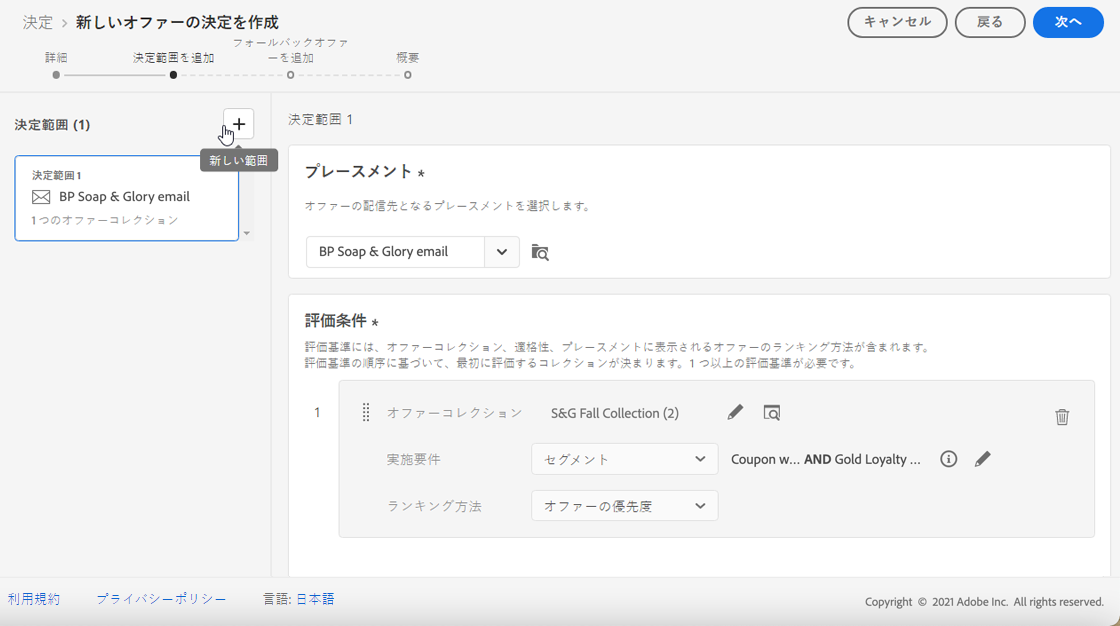 決定 > 新しいオファーの決定を作成
キャンセル
戻る
次へ
詳細
決定範囲を追加
フォールバックオファ
ーを追加
概要
決定範囲 (1)
+
新しい範囲
決定範囲 1
BP Soap & Glory email
1 つのオファーコレクション
決定範囲 1
プレースメント *
オファーの配信先となるプレースメントを選択します。
BP Soap & Glory email
評価条件 *
評価基準には、オファーコレクション、適格性、プレースメントに表示されるオファーのランキング方法が含まれます。
評価基準の順序に基づいて、最初に評価するコレクションが決まります。1 つ以上の評価基準が必要です。
1
オファーコレクション
S&G Fall Collection (2)
実施要件
セグメント
Coupon w... AND Gold Loyalty ...
ランキング方法
オファーの優先度
利用規約
プライバシーポリシー
言語: 日本語
Copyright © 2021 Adobe Inc. All rights reserved.